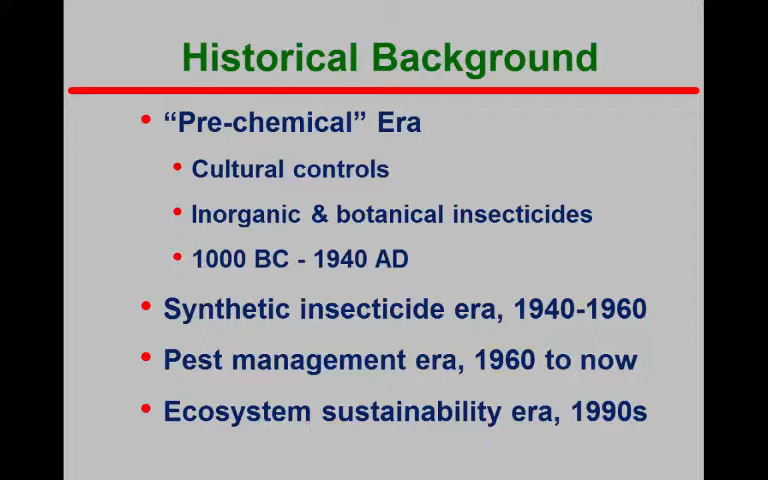 Historical Background
• “Pre-chemical” Era
• Cultural controls
• Inorganic & botanical insecticides
• 1000 BC - 1940 AD
• Synthetic insecticide era, 1940-1960
• Pest management era, 1960 to now
• Ecosystem sustainability era, 1990s